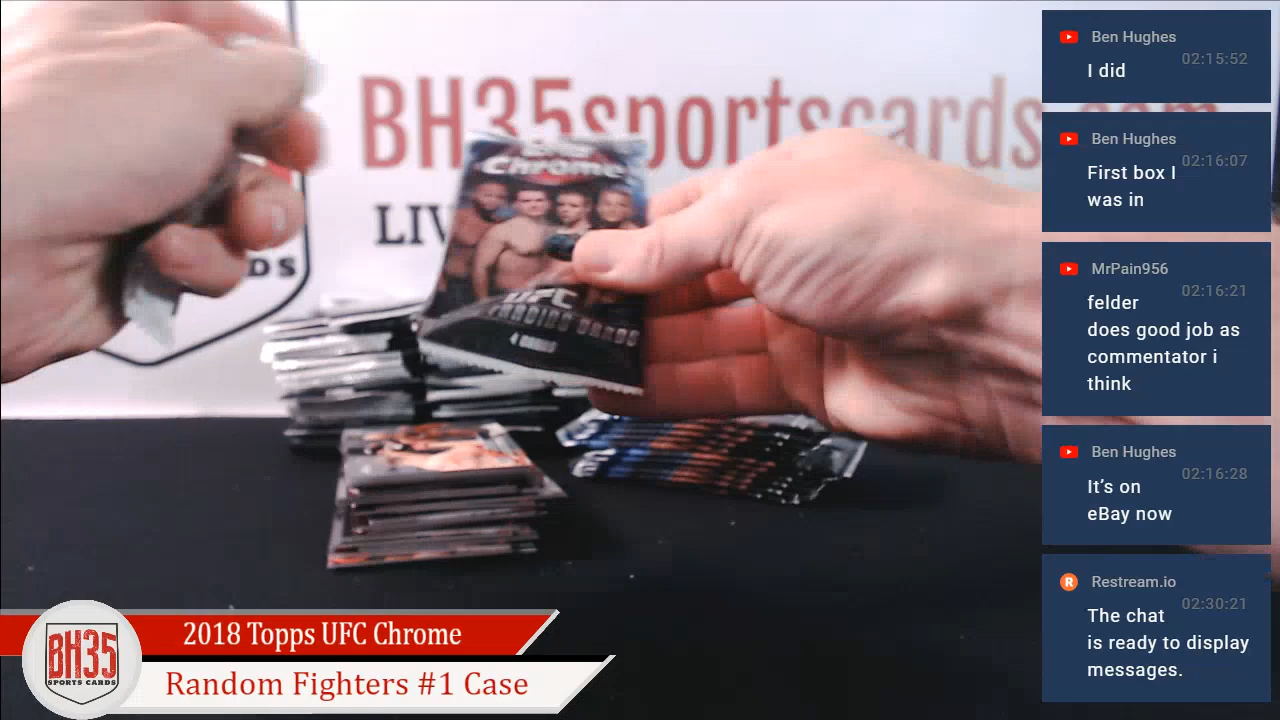 BH35sportscards.com
LIV
DS
Chrome
UFC
TRADING CARDS
2018 Topps UFC Chrome
Random Fighters #1 Case
BH35
SPORTS CARDS
Ben Hughes
02:15:52
I did
Ben Hughes
02:16:07
First box I
was in
MrPain956
02:16:21
felder
does good job as
commentator i
think
Ben Hughes
02:16:28
It's on
eBay now
Restream.io
02:30:21
The chat
is ready to display
messages.